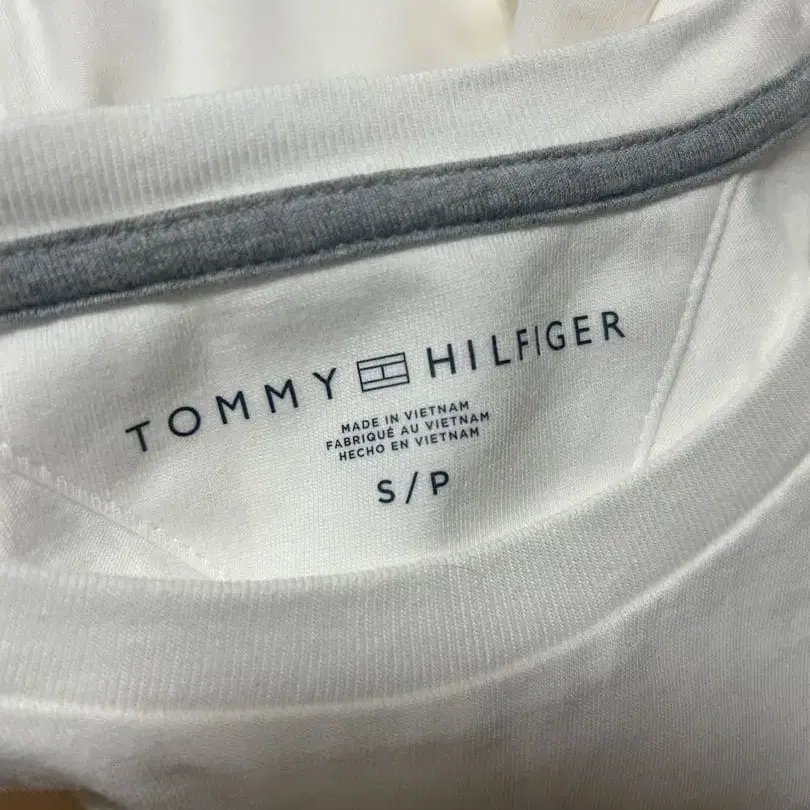 TOMMY HILFIGER
MADE IN VIETNAM
FABRIQUÉ AU VIETNAM
HECHO EN VIETNAM
S/P